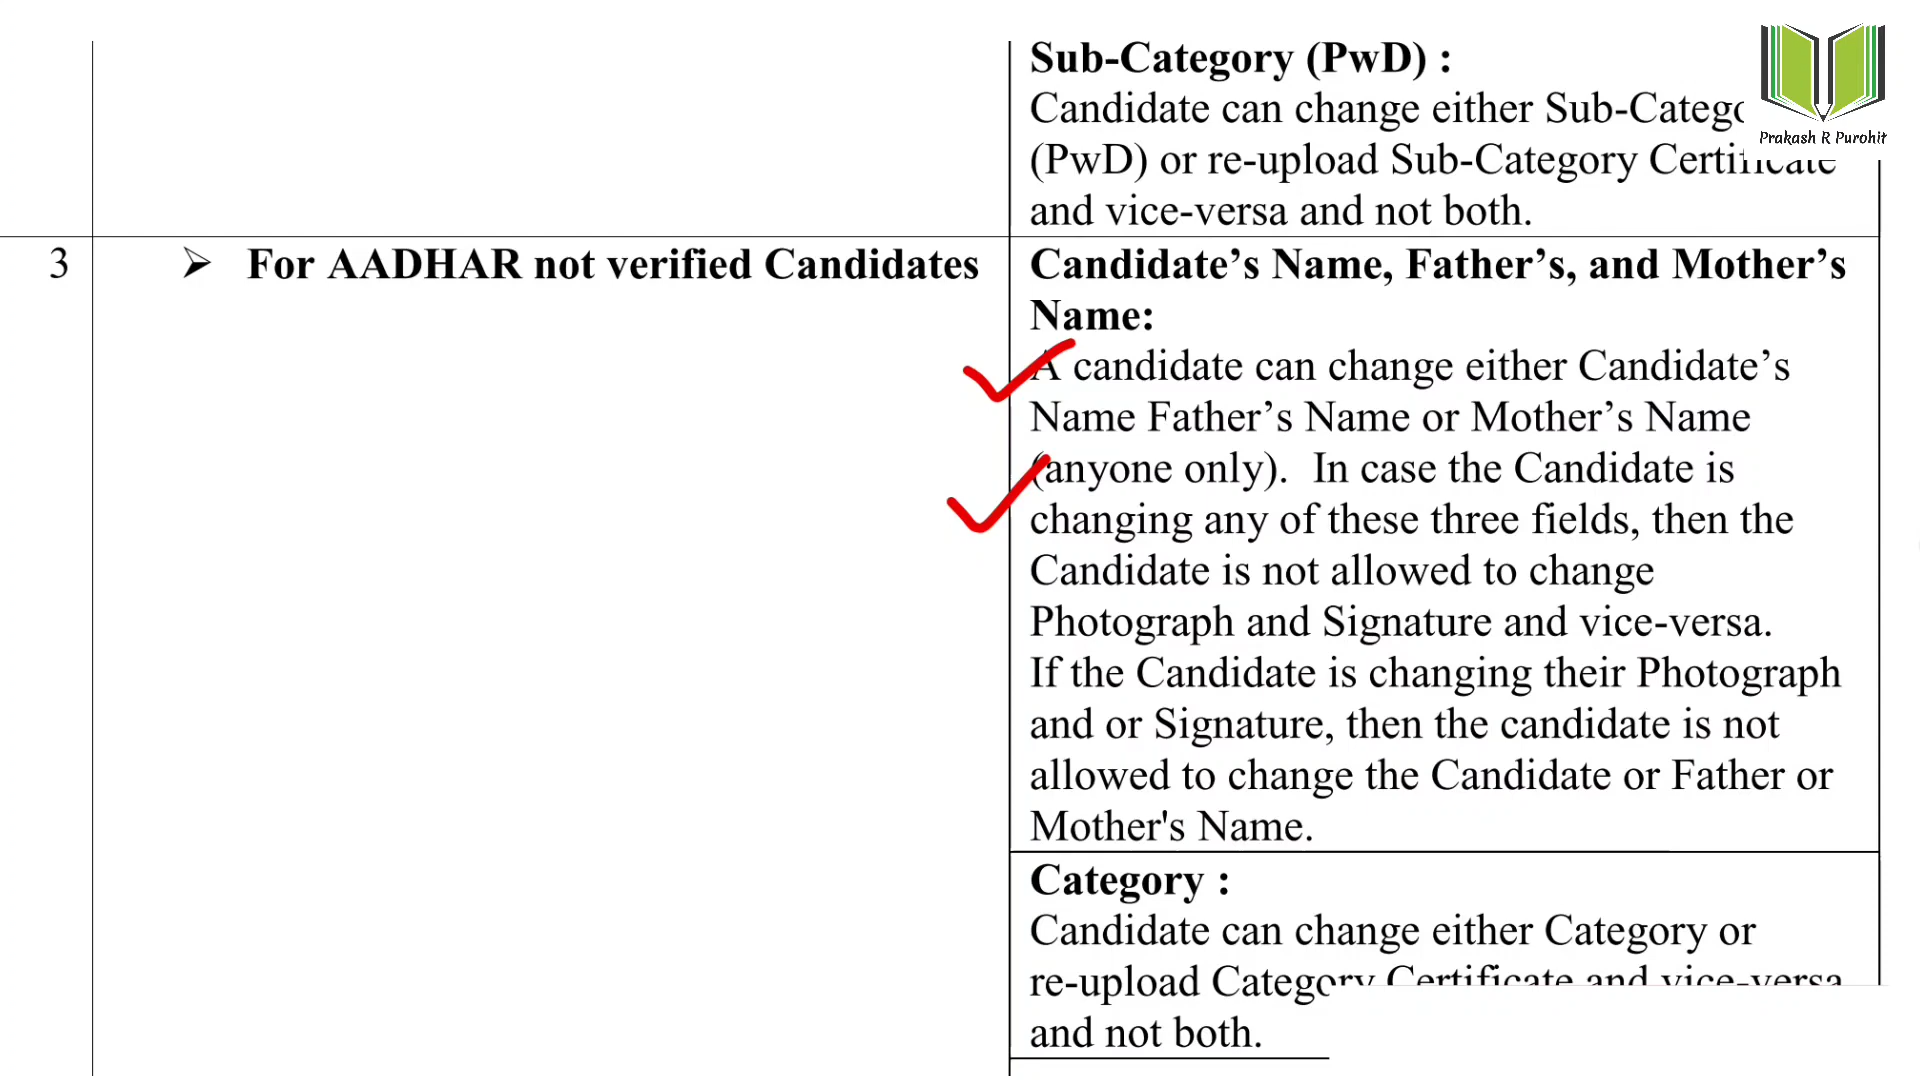 Sub-Category (PwD) :
Candidate can change either Sub-Catego
(PwD) or re-upload Sub-Category Certificate
and vice-versa and not both.
Prakash R Purohit
3 ➢ For AADHAR not verified Candidates
Candidate’s Name, Father’s, and Mother’s
Name:
A candidate can change either Candidate’s
Name Father’s Name or Mother’s Name
(anyone only). In case the Candidate is
changing any of these three fields, then the
Candidate is not allowed to change
Photograph and Signature and vice-versa.
If the Candidate is changing their Photograph
and or Signature, then the candidate is not
allowed to change the Candidate or Father or
Mother's Name.
Category :
Candidate can change either Category or
re-upload Category Certificate and vice-versa
and not both.